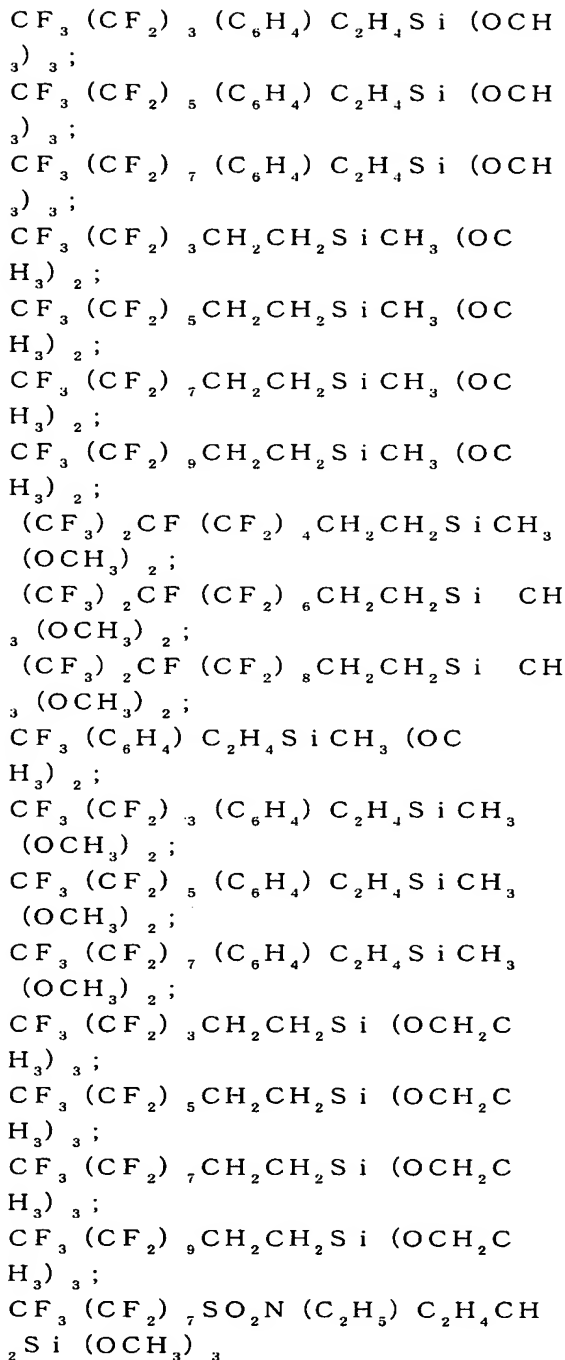 CF₃(CF₂)₃(C₆H₄)C₂H₄Si(OCH
₃)₃;
CF₃(CF₂)₅(C₆H₄)C₂H₄Si(OCH
₃)₃;
CF₃(CF₂)₇(C₆H₄)C₂H₄Si(OCH
₃)₃;
CF₃(CF₂)₃CH₂CH₂SiCH₃(OC
H₃)₂;
CF₃(CF₂)₅CH₂CH₂SiCH₃(OC
H₃)₂;
CF₃(CF₂)₇CH₂CH₂SiCH₃(OC
H₃)₂;
CF₃(CF₂)₉CH₂CH₂SiCH₃(OC
H₃)₂;
(CF₃)₂CF(CF₂)₄CH₂CH₂SiCH₃
(OCH₃)₂;
(CF₃)₂CF(CF₂)₆CH₂CH₂Si CH
₃(OCH₃)₂;
(CF₃)₂CF(CF₂)₈CH₂CH₂Si CH
₃(OCH₃)₂;
CF₃(C₆H₄)C₂H₄SiCH₃(OC
H₃)₂;
CF₃(CF₂)₃(C₆H₄)C₂H₄SiCH₃
(OCH₃)₂;
CF₃(CF₂)₅(C₆H₄)C₂H₄SiCH₃
(OCH₃)₂;
CF₃(CF₂)₇(C₆H₄)C₂H₄SiCH₃
(OCH₃)₂;
CF₃(CF₂)₃CH₂CH₂Si(OCH₂C
H₃)₃;
CF₃(CF₂)₅CH₂CH₂Si(OCH₂C
H₃)₃;
CF₃(CF₂)₇CH₂CH₂Si(OCH₂C
H₃)₃;
CF₃(CF₂)₉CH₂CH₂Si(OCH₂C
H₃)₃;
CF₃(CF₂)₇SO₂N(C₂H₅)C₂H₄CH
₂Si(OCH₃)₃